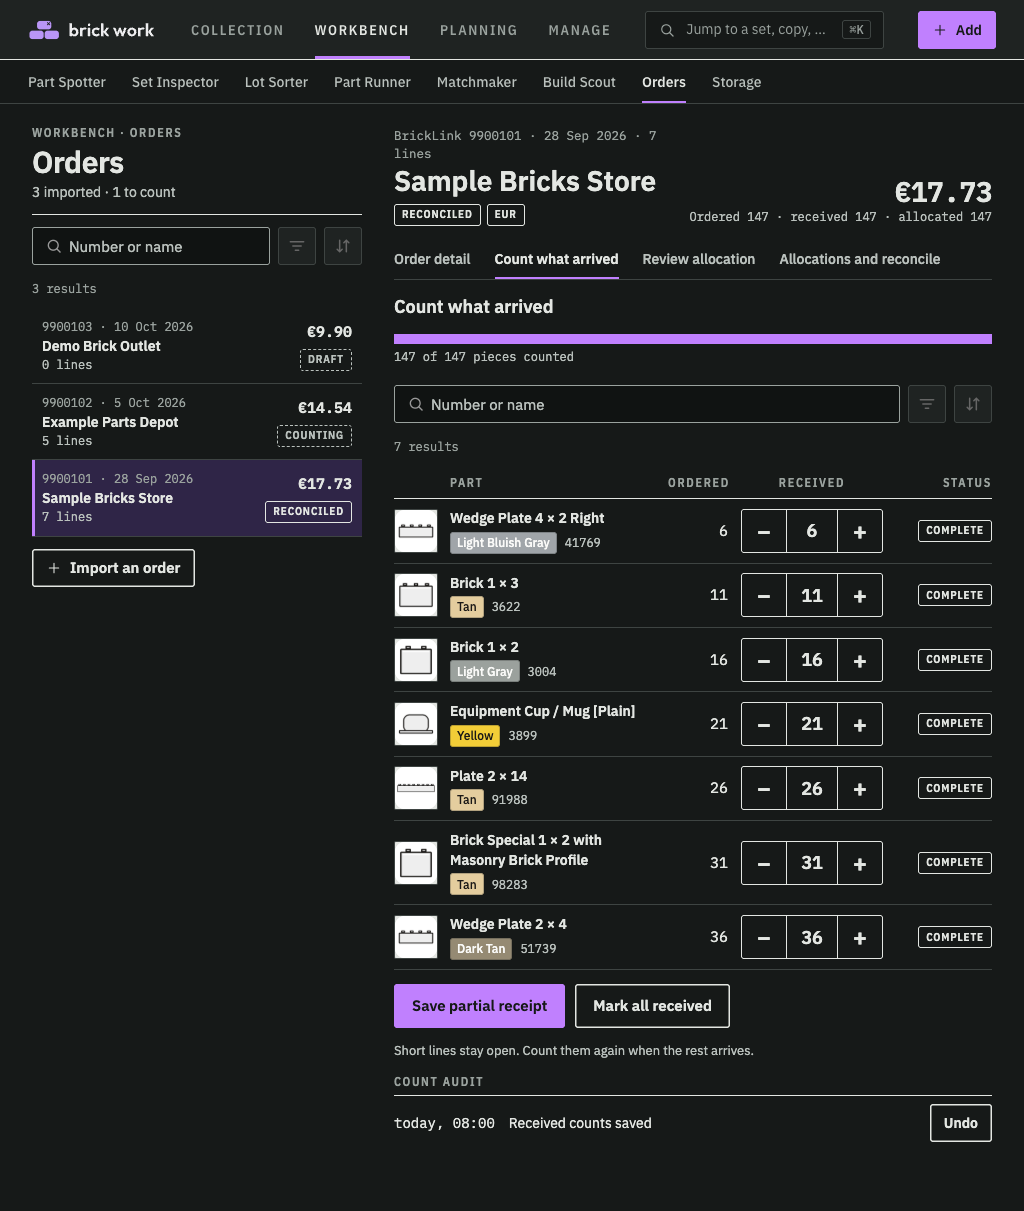 brick work
COLLECTION
WORKBENCH
PLANNING
MANAGE
Jump to a set, copy, ...
⌘K
+ Add
Part Spotter
Set Inspector
Lot Sorter
Part Runner
Matchmaker
Build Scout
Orders
Storage
WORKBENCH · ORDERS
Orders
3 imported · 1 to count
Number or name
3 results
9900103 · 10 Oct 2026
€9.90
Demo Brick Outlet
0 lines
DRAFT
9900102 · 5 Oct 2026
€14.54
Example Parts Depot
5 lines
COUNTING
9900101 · 28 Sep 2026
€17.73
Sample Bricks Store
7 lines
RECONCILED
+ Import an order
BrickLink 9900101 · 28 Sep 2026 · 7
lines
Sample Bricks Store
RECONCILED
EUR
€17.73
Ordered 147 · received 147 · allocated 147
Order detail
Count what arrived
Review allocation
Allocations and reconcile
Count what arrived
147 of 147 pieces counted
Number or name
7 results
PART ORDERED RECEIVED STATUS
Wedge Plate 4 × 2 Right
Light Bluish Gray 41769
6 − 6 + COMPLETE
Brick 1 × 3
Tan 3622
11 − 11 + COMPLETE
Brick 1 × 2
Light Gray 3004
16 − 16 + COMPLETE
Equipment Cup / Mug [Plain]
Yellow 3899
21 − 21 + COMPLETE
Plate 2 × 14
Tan 91988
26 − 26 + COMPLETE
Brick Special 1 × 2 with
Masonry Brick Profile
Tan 98283
31 − 31 + COMPLETE
Wedge Plate 2 × 4
Dark Tan 51739
36 − 36 + COMPLETE
Save partial receipt
Mark all received
Short lines stay open. Count them again when the rest arrives.
COUNT AUDIT
today, 08:00 Received counts saved
Undo